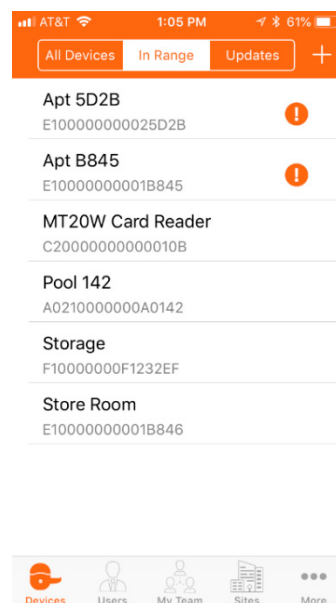 AT&T 1:05 PM 61%
All Devices In Range Updates +
Apt 5D2B
E100000000025D2B
!
Apt B845
E10000000001B845
!
MT20W Card Reader
C20000000000010B
Pool 142
A0210000000A0142
Storage
F10000000F1232EF
Store Room
E10000000001B846
Devices Users My Team Sites More